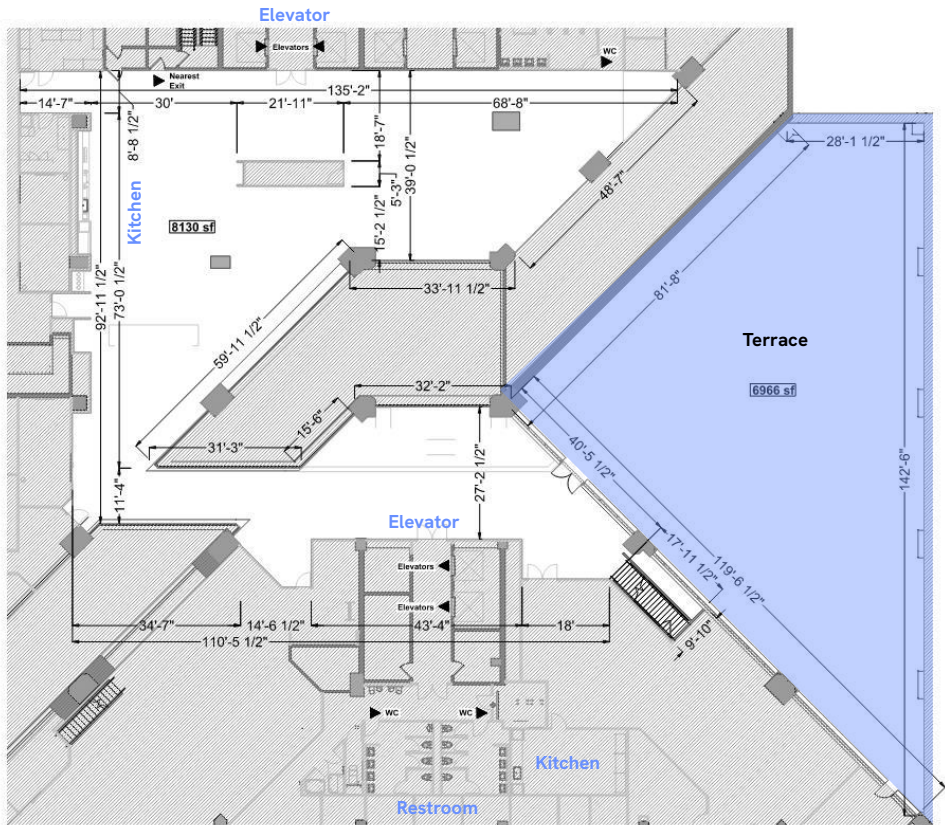 Elevator
Elevators
WC
Nearest
Exit
135'-2"
14'-7"
30'
21'-11"
68'-8"
8'-8 1/2"
18'-7"
39'-0 1/2"
28'-1 1/2"
5'-3"
48'-7"
Kitchen
8130 sf
15'-2 1/2"
92'-11 1/2"
73'-0 1/2"
33'-11 1/2"
81'-8"
59'-11 1/2"
Terrace
6966 sf
32'-2"
15'-6"
31'-3"
40'-5 1/2"
142'-6"
27'-2 1/2"
11'-4"
Elevator
Elevators
17'-11 1/2"
119'-6 1/2"
Elevators
34'-7"
14'-6 1/2"
43'-4"
18'
110'-5 1/2"
9'-10"
WC
WC
Kitchen
Restroom